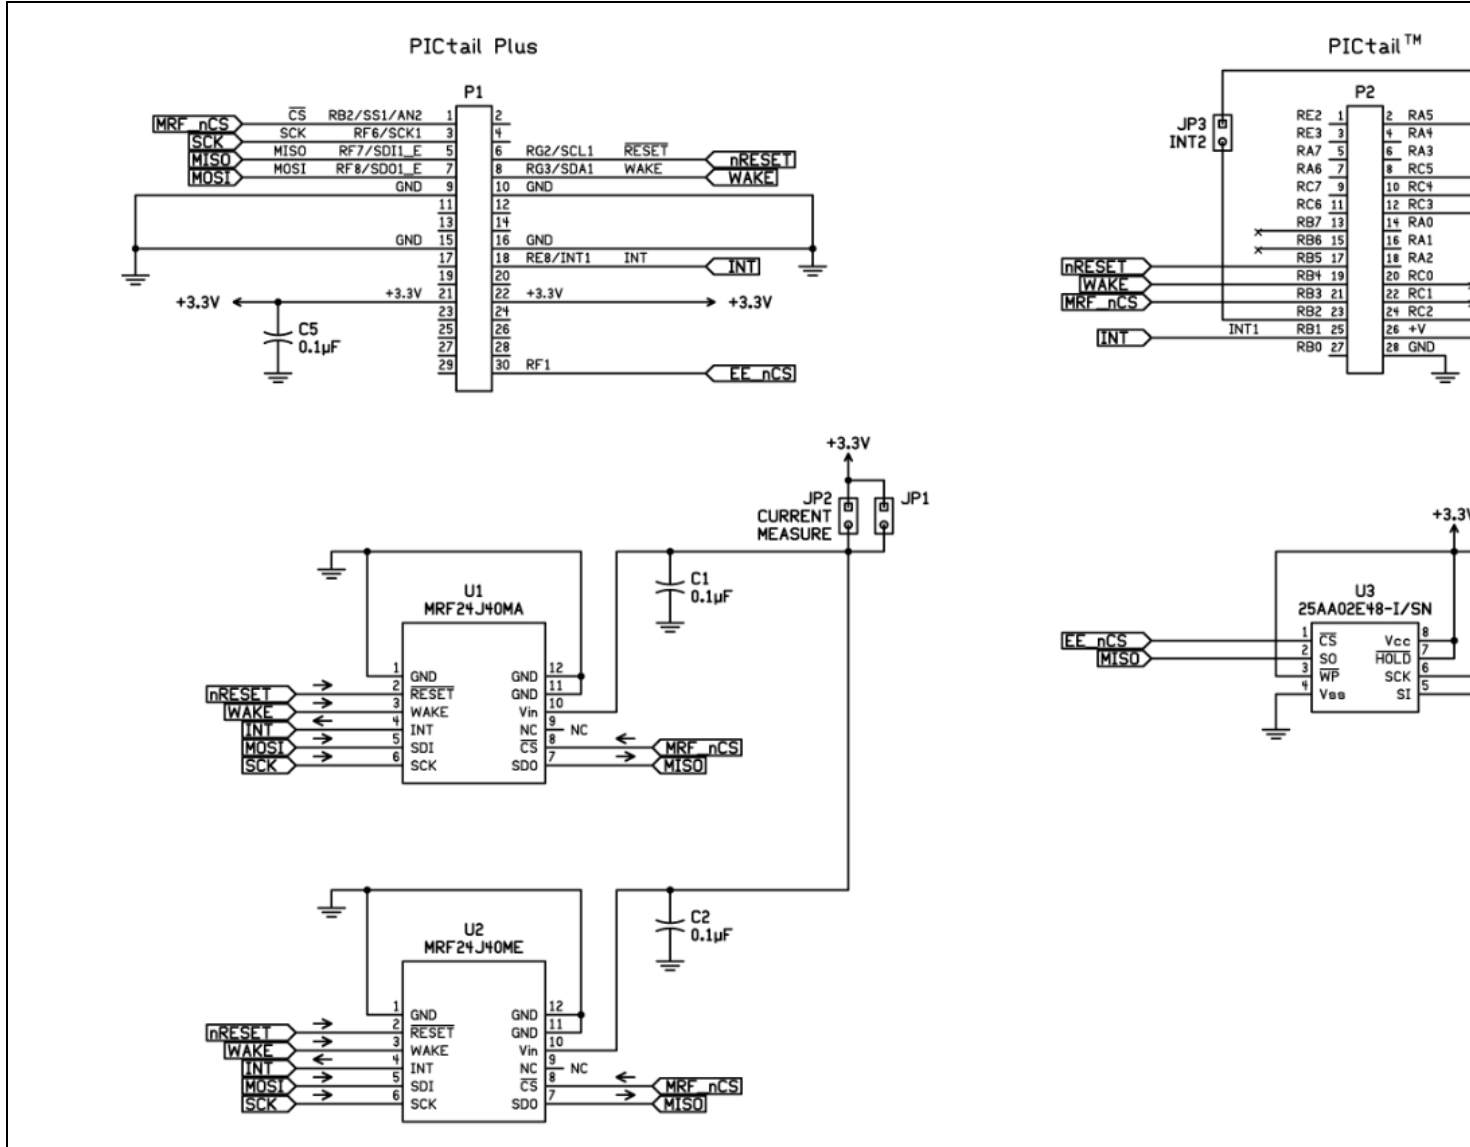 PICtail Plus
P1
MRF_nCS CS RB2/SS1/AN2 1 2
SCK SCK RF6/SCK1 3 4
MISO MISO RF7/SDI1_E 5 6 RG2/SCL1 RESET nRESET
MOSI MOSI RF8/SDO1_E 7 8 RG3/SDA1 WAKE WAKE
GND 9 10 GND
11 12
13 14
GND 15 16 GND
17 18 RE8/INT1 INT INT
19 20
+3.3V +3.3V 21 22 +3.3V +3.3V
23 24
25 26
27 28
29 30 RF1 EE_nCS
C5
0.1µF
PICtail™
P2
JP3
INT2
RE2 1 2 RA5
RE3 3 4 RA4
RA7 5 6 RA3
RA6 7 8 RC5
RC7 9 10 RC4
RC6 11 12 RC3
RB7 13 14 RA0
RB6 15 16 RA1
nRESET RB5 17 18 RA2
WAKE RB4 19 20 RC0
MRF_nCS RB3 21 22 RC1
RB2 23 24 RC2
INT INT1 RB1 25 26 +V
RB0 27 28 GND
+3.3V
JP2
CURRENT
MEASURE
JP1
C1
0.1µF
U1
MRF24J40MA
1 GND GND 12
nRESET 2 RESET GND 11
WAKE 3 WAKE Vin 10
INT 4 INT NC 9 NC
MOSI 5 SDI CS 8 MRF_nCS
SCK 6 SCK SDO 7 MISO
+3.3V
U3
25AA02E48-I/SN
EE_nCS 1 CS Vcc 8
MISO 2 SO HOLD 7
3 WP SCK 6
4 Vss SI 5
C2
0.1µF
U2
MRF24J40ME
1 GND GND 12
nRESET 2 RESET GND 11
WAKE 3 WAKE Vin 10
INT 4 INT NC 9 NC
MOSI 5 SDI CS 8 MRF_nCS
SCK 6 SCK SDO 7 MISO